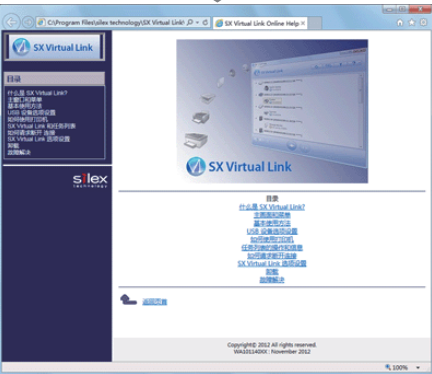 C:\Program Files\silex technology\SX Virtual Link\
SX Virtual Link Online Help
SX Virtual Link
目录
什么是 SX Virtual Link?
主窗口和菜单
基本使用方法
USB 设备选项设置
如何使用打印机
SX Virtual Link 和任务列表
如何请求断开 连接
SX Virtual Link 选项设置
卸载
故障解决
silex
technology
SX Virtual Link
目录
什么是 SX Virtual Link?
主画面和菜单
基本使用方法
USB 设备选项设置
如何使用打印机
任务列表的操作和信息
如何请求断开连接
SX Virtual Link 选项设置
卸载
故障解决
返回页首
Copyright© 2012 All rights reserved.
WA1011400XX : November 2012
100%